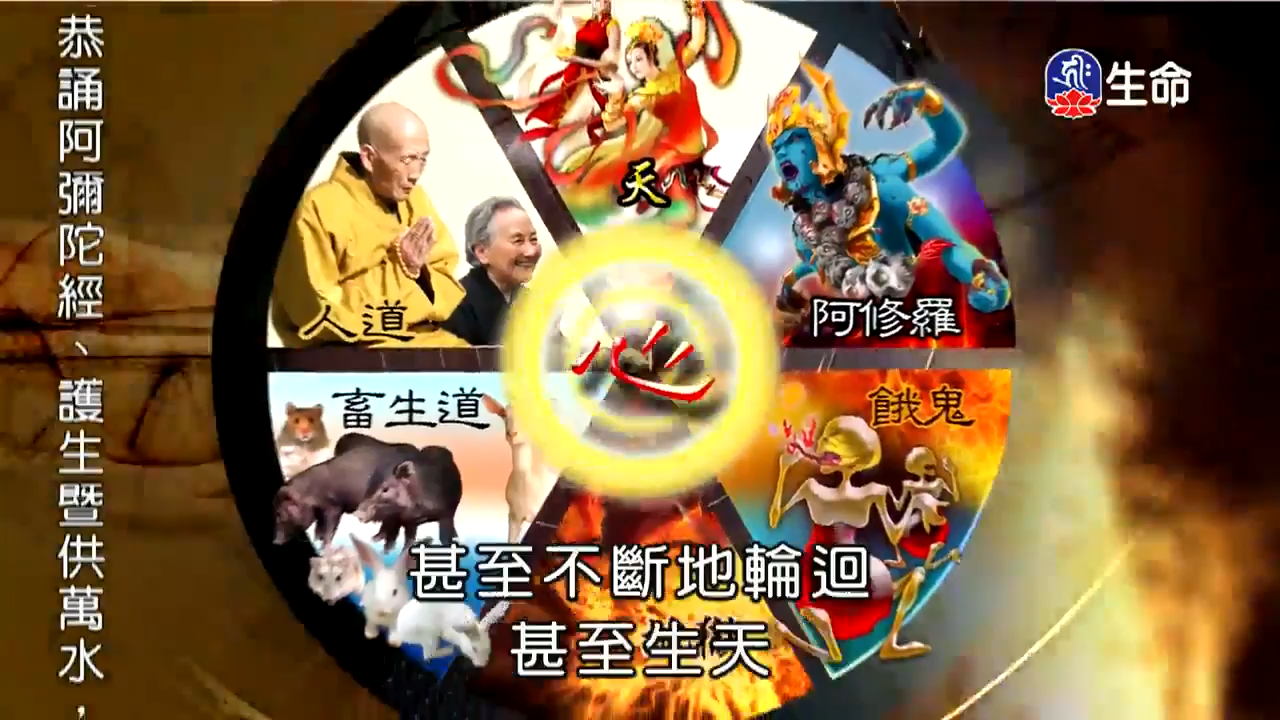 恭誦阿彌陀經、護生暨供萬水，
生命
天
人道
阿修羅
心
畜生道
餓鬼
甚至不斷地輪迴
甚至生天